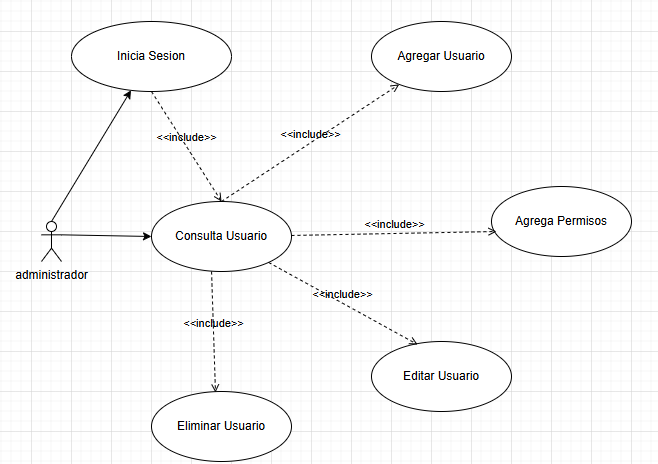 Inicia Sesion
Agregar Usuario
<<include>>
<<include>>
Agrega Permisos
<<include>>
Consulta Usuario
administrador
<<include>>
<<include>>
Editar Usuario
Eliminar Usuario